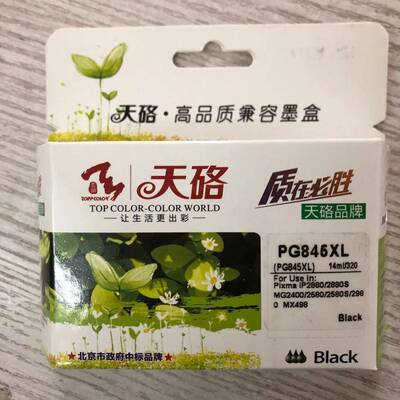 天硌·高品质兼容墨盒
TOPP COLOR
天硌
TOP COLOR-COLOR WORLD
—让生活更出彩—
质在必胜
天硌品牌
PG845XL
(PG845XL) 14ml/320
For Use In:
Pixma IP2880/2880S
MG2400/2580/2580S/298
0 MX498
Black
★北京市政府中标品牌★
Black